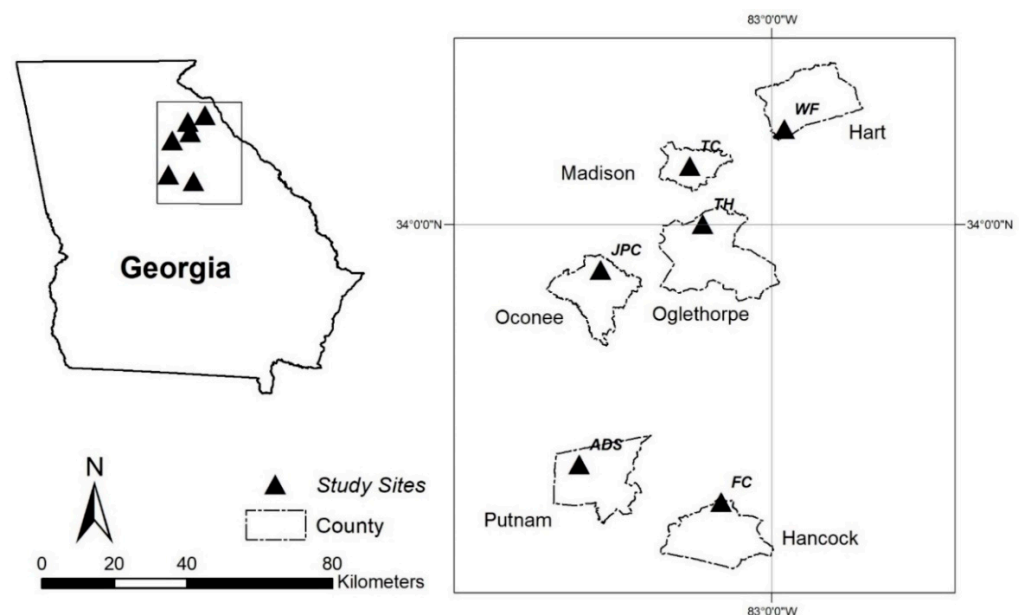 83°0'0"W
WF
Hart
TC
Madison
TH
34°0'0"N
34°0'0"N
JPC
Georgia
Oconee
Oglethorpe
ADS
N
Study Sites
FC
County
Putnam
Hancock
0 20 40 80
Kilometers
83°0'0"W